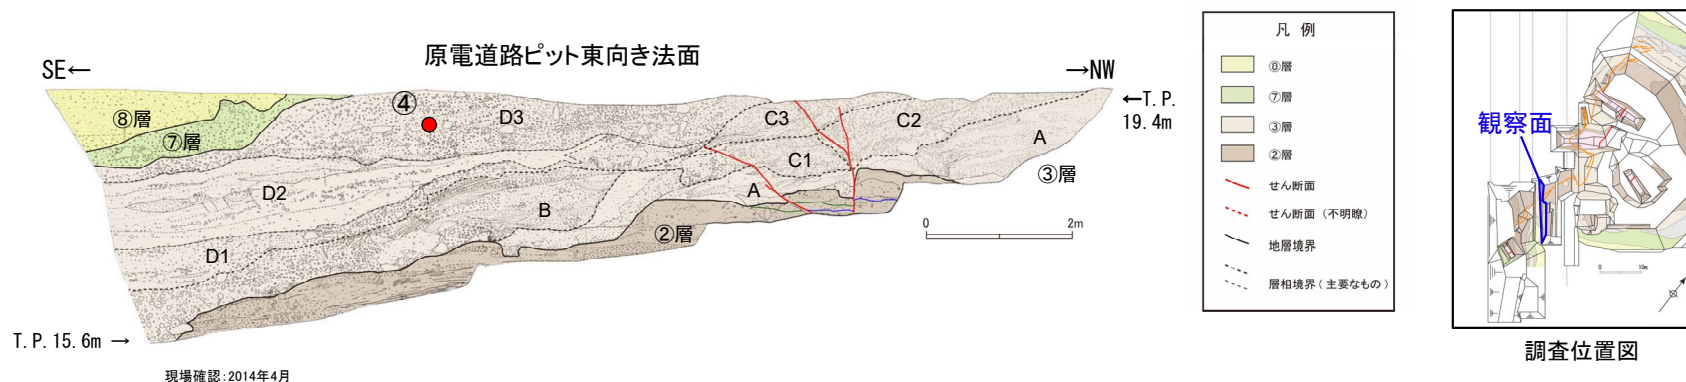 原電道路ピット東向き法面
SE←
→NW
←T.P.
19.4m
⑧層
⑦層
④
D3
C3
C2
A
③層
C1
D2
A
B
②層
D1
0 2m
T.P.15.6m →
現場確認:2014年4月
凡 例
⑧層
⑦層
③層
②層
せん断面
せん断面(不明瞭)
地層境界
層相境界(主要なもの)
観察面
0 10m
調査位置図